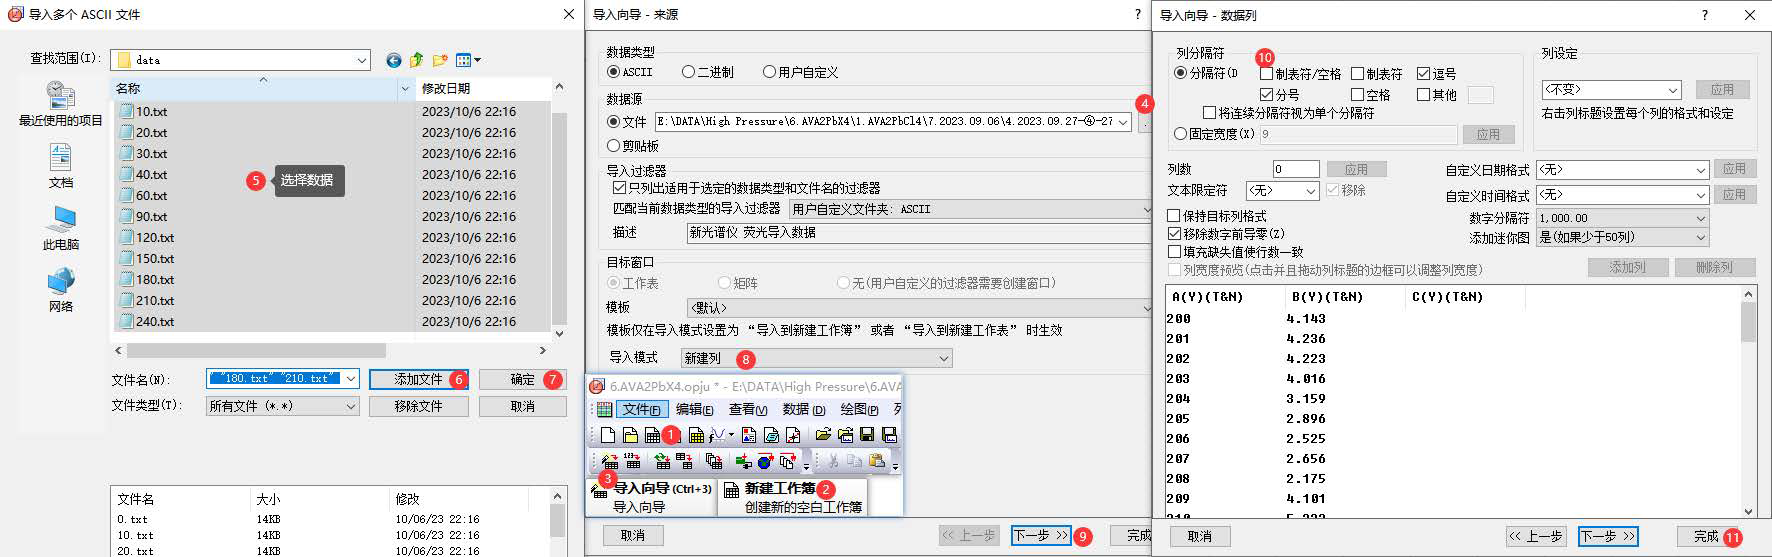 导入多个 ASCII 文件
查找范围(I):
data
名称
修改日期
最近使用的项目
文档
此电脑
网络
10.txt 2023/10/6 22:16
20.txt 2023/10/6 22:16
30.txt 2023/10/6 22:16
40.txt 2023/10/6 22:16
60.txt 2023/10/6 22:16
90.txt 2023/10/6 22:16
120.txt 2023/10/6 22:16
150.txt 2023/10/6 22:16
180.txt 2023/10/6 22:16
210.txt 2023/10/6 22:16
240.txt 2023/10/6 22:16
5 选择数据
文件名(N): "180.txt" "210.txt" 添加文件 6 确定 7
文件类型(T): 所有文件 (*.*) 移除文件 取消
文件名 大小 修改
0.txt 14KB 10/06/23 22:16
10.txt 14KB 10/06/23 22:16
20.txt 14KB 10/06/23 22:16
导入向导 - 来源 ?
数据类型
ASCII 二进制 用户自定义
数据源
4
文件 E:\DATA\High Pressure\6.AVA2PbX4\1.AVA2PbCl4\7.2023.09.06\4.2023.09.27-④-27
剪贴板
导入过滤器
只列出适用于选定的数据类型和文件名的过滤器
匹配当前数据类型的导入过滤器 用户自定义文件夹: ASCII
描述 新光谱仪 荧光导入数据
目标窗口
工作表 矩阵 无(用户自定义的过滤器需要创建窗口)
模板 <默认>
模板仅在导入模式设置为 “导入到新建工作簿” 或者 “导入到新建工作表” 时生效
导入模式 新建列 8
6.AVA2PbX4.opju * - E:\DATA\High Pressure\6.AVA
文件(F) 编辑(E) 查看(V) 数据 (D) 绘图(P)
1
123
3
导入向导 (Ctrl+3)
导入向导
新建工作簿 2
创建新的空白工作簿
取消 << 上一步 下一步 >> 9 完成
导入向导 - 数据列 ?
列分隔符
10
分隔符(D 制表符/空格 制表符 逗号
分号 空格 其他
将连续分隔符视为单个分隔符
固定宽度(X) 9 应用
列设定
<不变> 应用
右击列标题设置每个列的格式和设定
列数 0 应用
文本限定符 <无> 移除
自定义日期格式 <无> 应用
自定义时间格式 <无> 应用
保持目标列格式
移除数字前导零(Z)
填充缺失值使行数一致
列宽度预览(点击并且拖动列标题的边框可以调整列宽度)
数字分隔符 1,000.00
添加迷你图 是(如果少于50列)
添加列 删除列
A(Y)(T&N) B(Y)(T&N) C(Y)(T&N)
200 4.143
201 4.236
202 4.223
203 4.016
204 3.159
205 2.896
206 2.525
207 2.656
208 2.175
209 4.101
取消 << 上一步 下一步 >> 完成 11